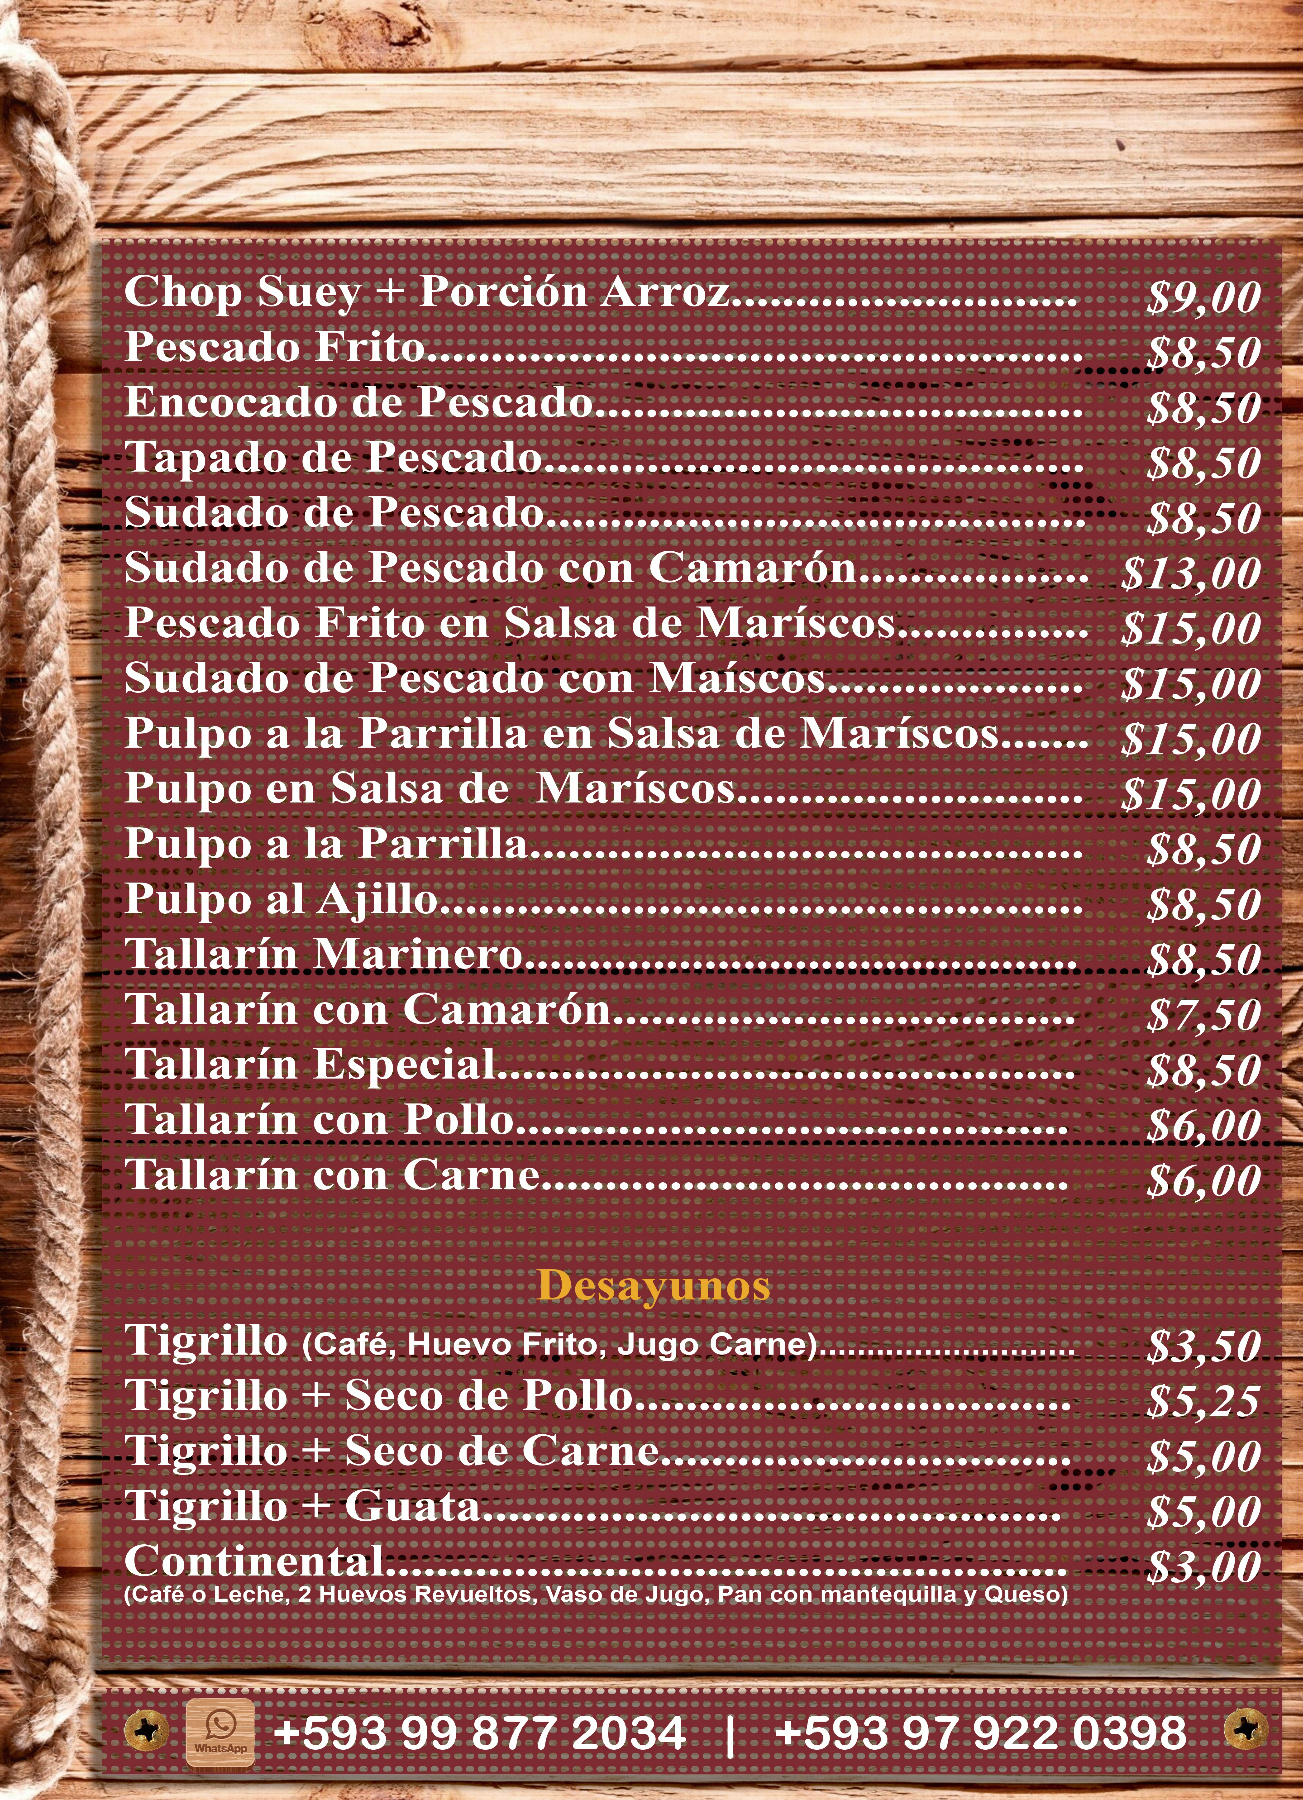 Chop Suey + Porción Arroz........................... $9,00
Pescado Frito................................................... $8,50
Encocado de Pescado...................................... $8,50
Tapado de Pescado.......................................... $8,50
Sudado de Pescado.......................................... $8,50
Sudado de Pescado con Camarón.................. $13,00
Pescado Frito en Salsa de Maríscos............... $15,00
Sudado de Pescado con Maíscos.................... $15,00
Pulpo a la Parrilla en Salsa de Maríscos....... $15,00
Pulpo en Salsa de Maríscos........................... $15,00
Pulpo a la Parrilla........................................... $8,50
Pulpo al Ajillo.................................................. $8,50
Tallarín Marinero........................................... $8,50
Tallarín con Camarón.................................... $7,50
Tallarín Especial............................................. $8,50
Tallarín con Pollo........................................... $6,00
Tallarín con Carne......................................... $6,00
Desayunos
Tigrillo (Café, Huevo Frito, Jugo Carne)............................ $3,50
Tigrillo + Seco de Pollo.................................. $5,25
Tigrillo + Seco de Carne................................ $5,00
Tigrillo + Guata............................................. $5,00
Continental..................................................... $3,00
(Café o Leche, 2 Huevos Revueltos, Vaso de Jugo, Pan con mantequilla y Queso)
WhatsApp +593 99 877 2034 | +593 97 922 0398